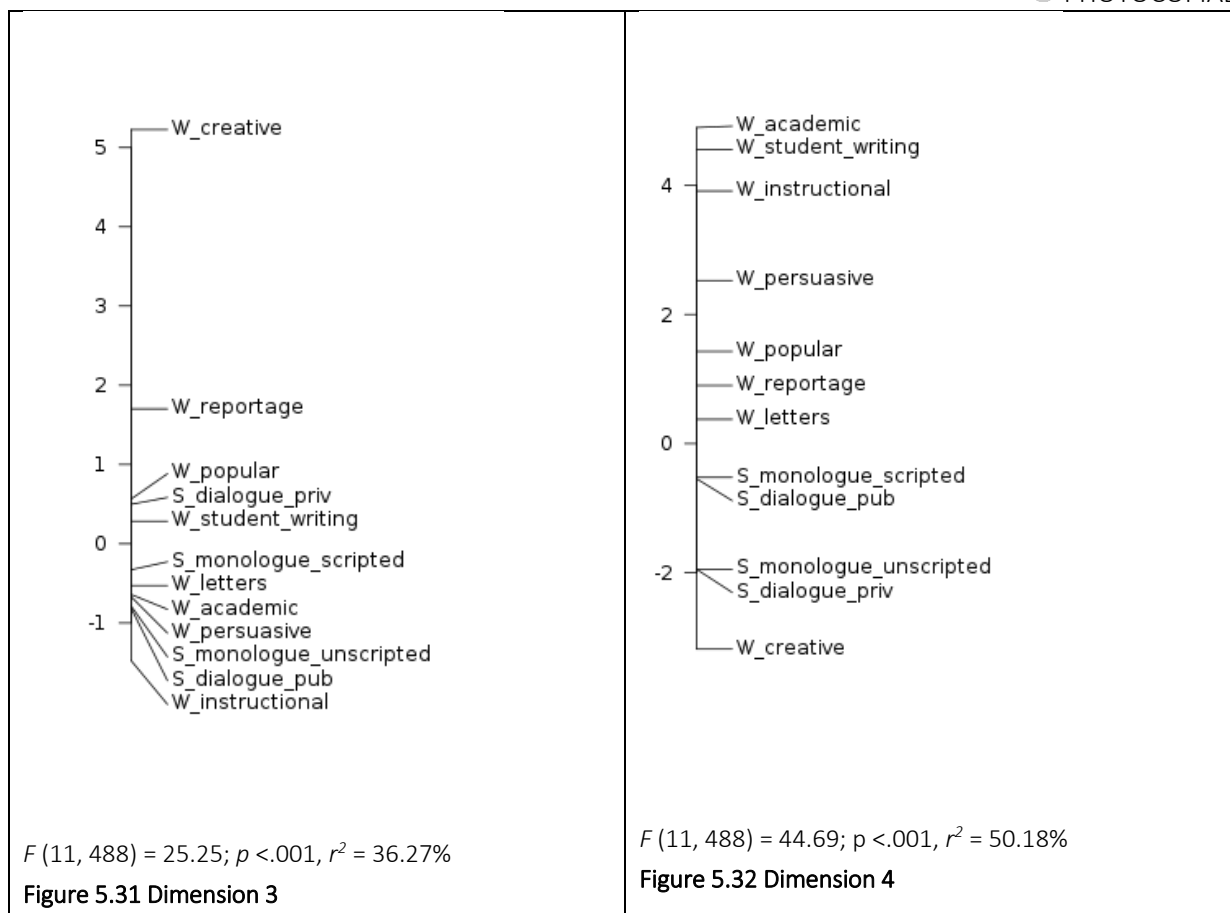 5
4
3
2
1
0
-1
W_creative
W_reportage
W_popular
S_dialogue_priv
W_student_writing
S_monologue_scripted
W_letters
W_academic
W_persuasive
S_monologue_unscripted
S_dialogue_pub
W_instructional
F (11, 488) = 25.25; p <.001, r² = 36.27%
Figure 5.31 Dimension 3
4
2
0
-2
W_academic
W_student_writing
W_instructional
W_persuasive
W_popular
W_reportage
W_letters
S_monologue_scripted
S_dialogue_pub
S_monologue_unscripted
S_dialogue_priv
W_creative
F (11, 488) = 44.69; p <.001, r² = 50.18%
Figure 5.32 Dimension 4